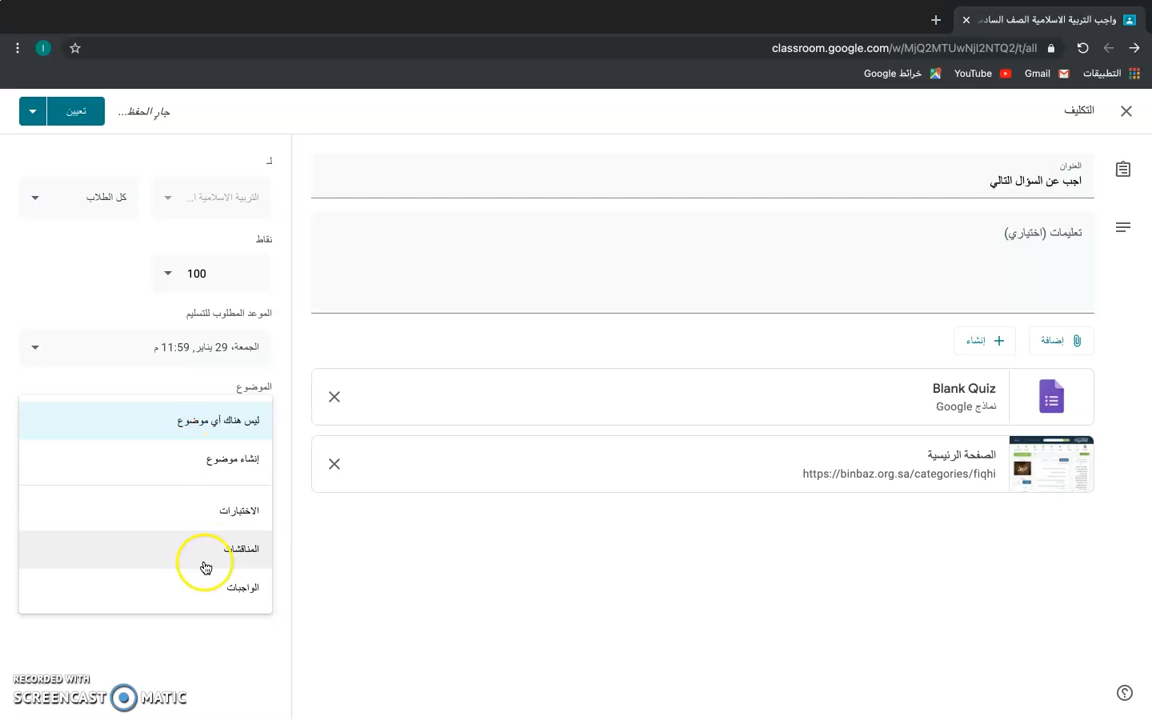 واجب التربية الاسلامية الصف السادس
classroom.google.com/w/MjQ2MTUwNjI2NTQ2/t/all
التطبيقات
Gmail
YouTube
خرائط Google
التكليف
جارٍ الحفظ...
تعيين
العنوان
اجب عن السؤال التالي
تعليمات (اختياري)
إضافة
إنشاء
Blank Quiz
نماذج Google
الصفحة الرئيسية
https://binbaz.org.sa/categories/fiqhi
لـ
التربية الاسلامية ا...
كل الطلاب
نقاط
100
الموعد المطلوب للتسليم
الجمعة، 29 يناير, 11:59 م
الموضوع
ليس هناك أي موضوع
إنشاء موضوع
الاختبارات
المناقشات
الواجبات
RECORDED WITH
SCREENCAST MATIC